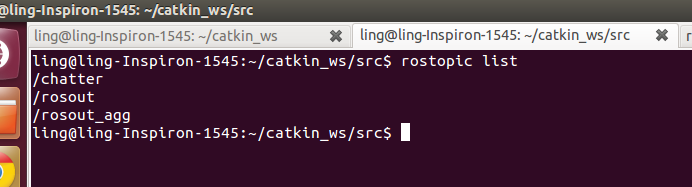 @ling-Inspiron-1545: ~/catkin_ws/src
ling@ling-Inspiron-1545: ~/catkin_ws
ling@ling-Inspiron-1545: ~/catkin_ws/src
ling@ling-Inspiron-1545:~/catkin_ws/src$ rostopic list
/chatter
/rosout
/rosout_agg
ling@ling-Inspiron-1545:~/catkin_ws/src$